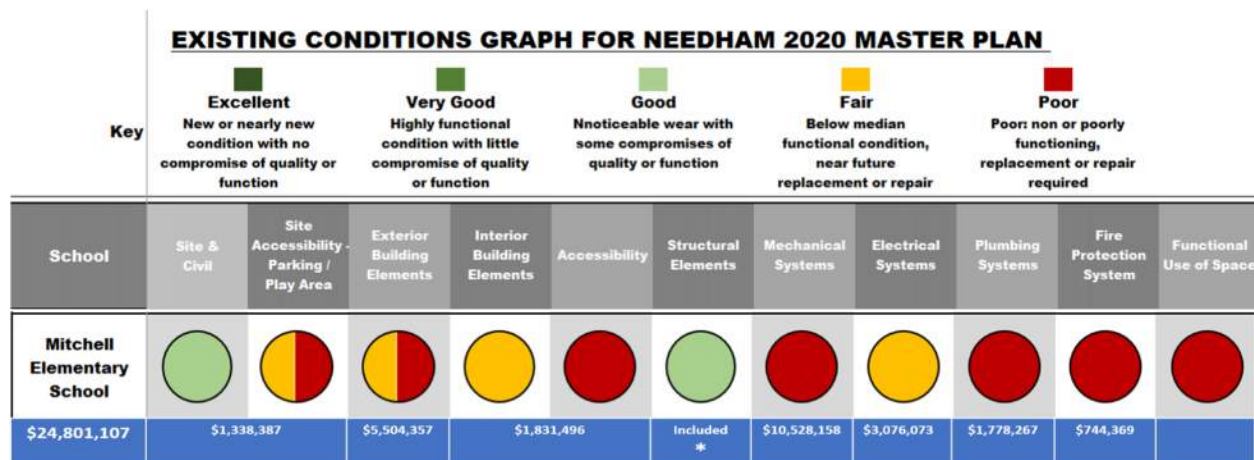 EXISTING CONDITIONS GRAPH FOR NEEDHAM 2020 MASTER PLAN
Key
Excellent
New or nearly new
condition with no
compromise of quality or
function
Very Good
Highly functional
condition with little
compromise of quality
or function
Good
Nnoticeable wear with
some compromises of
quality or function
Fair
Below median
functional condition,
near future
replacement or repair
Poor
Poor: non or poorly
functioning,
replacement or repair
required
School
Site &
Civil
Site
Accessibility -
Parking /
Play Area
Exterior
Building
Elements
Interior
Building
Elements
Accessibility
Structural
Elements
Mechanical
Systems
Electrical
Systems
Plumbing
Systems
Fire
Protection
System
Functional
Use of Space
Mitchell
Elementary
School
$24,801,107
$1,338,387
$5,504,357
$1,831,496
Included
*
$10,528,158
$3,076,073
$1,778,267
$744,369